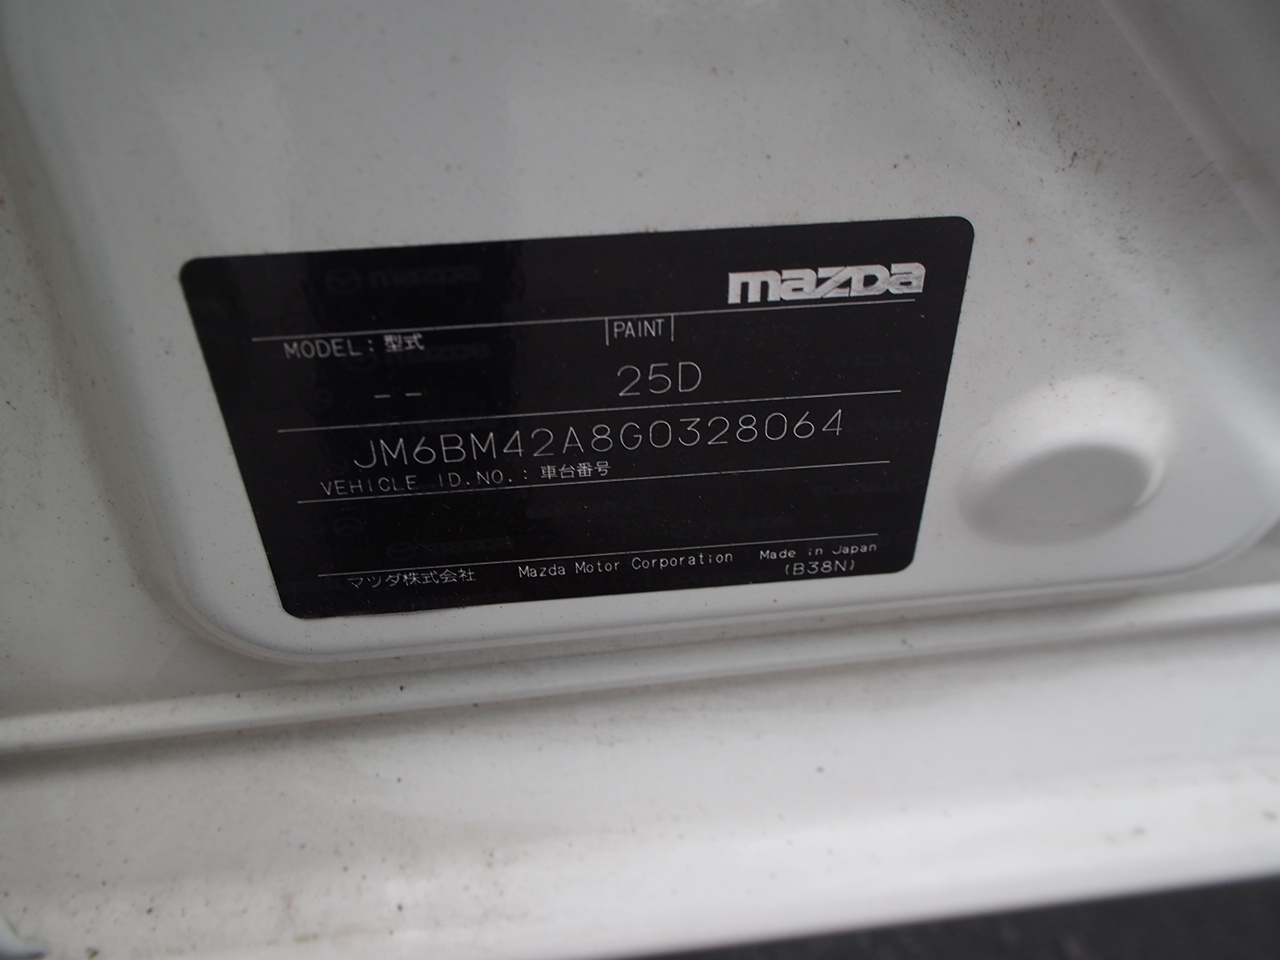 mazda
MODEL: 型式 PAINT
-- 25D
JM6BM42A8G0328064
VEHICLE ID.NO.: 車台番号
マツダ株式会社 Mazda Motor Corporation Made in Japan
(B38N)